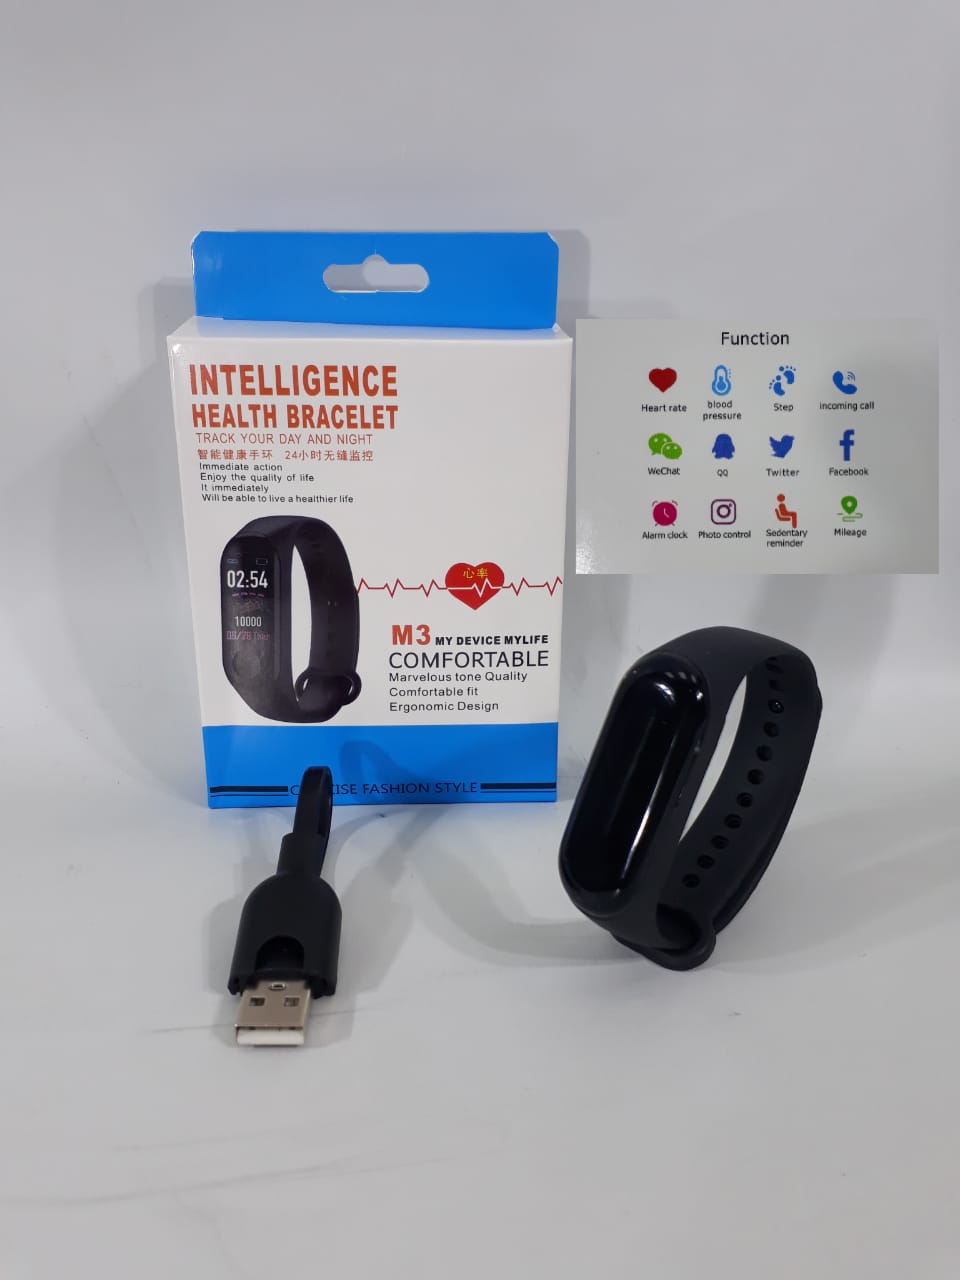 INTELLIGENCE
HEALTH BRACELET
TRACK YOUR DAY AND NIGHT
智能健康手环 24小时无缝监控
Immediate action
Enjoy the quality of life
It immediately
Will be able to live a healthier life
02:54
10000
心率
M3 MY DEVICE MYLIFE
COMFORTABLE
Marvelous tone Quality
Comfortable fit
Ergonomic Design
FASHION STYLE
Function
Heart rate
blood
pressure
Step
incoming call
WeChat
QQ
Twitter
Facebook
Alarm clock
Photo control
Sedentary
reminder
Mileage